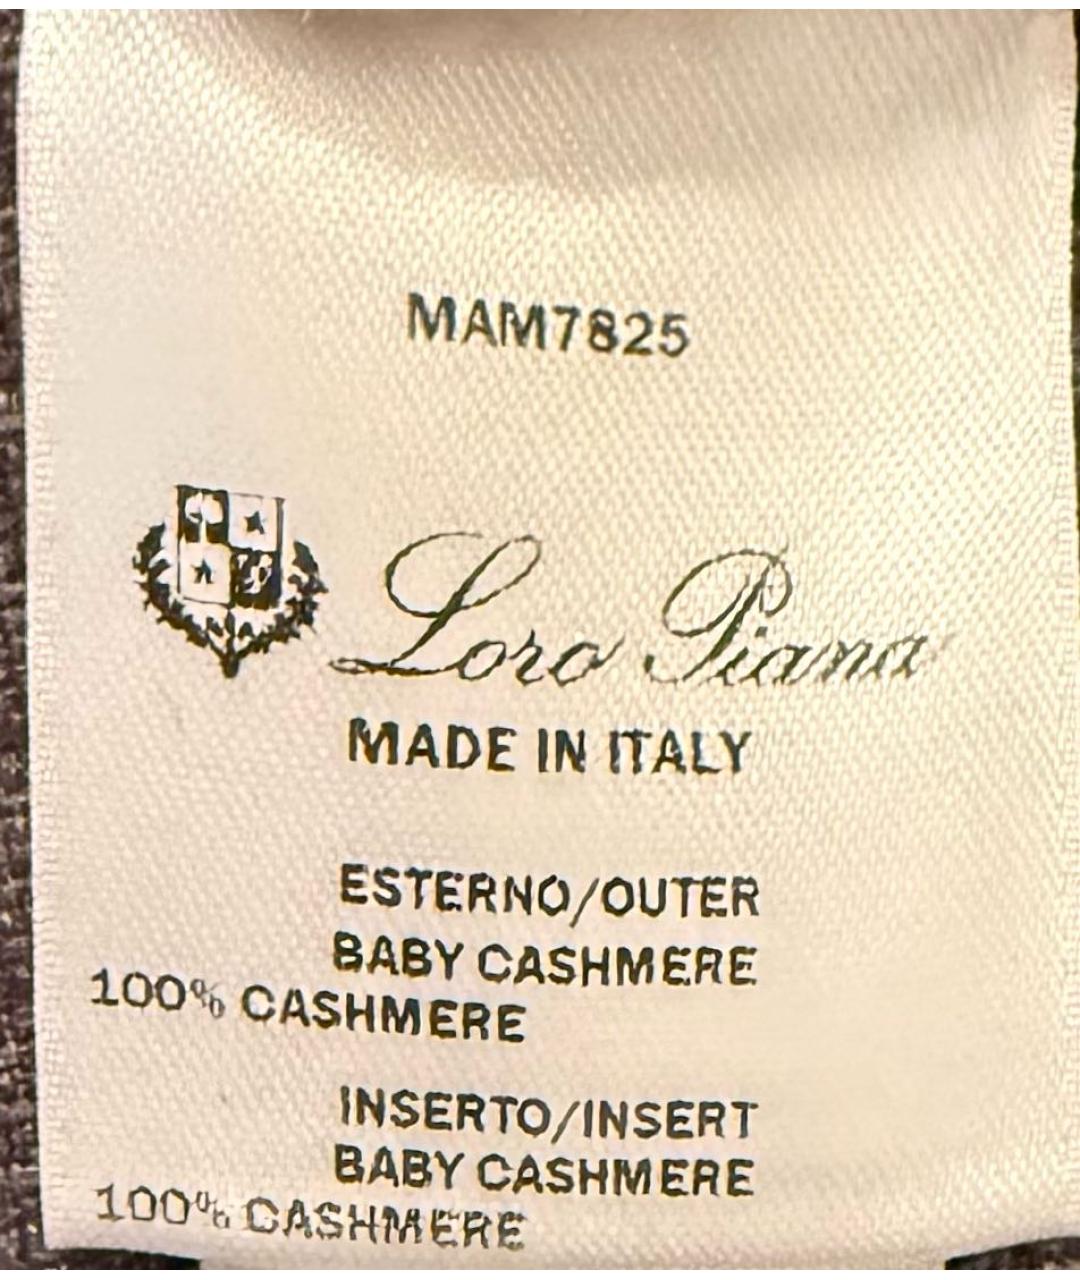 MAM7825
Loro Piana
MADE IN ITALY
ESTERNO/OUTER
BABY CASHMERE
100% CASHMERE
INSERTO/INSERT
BABY CASHMERE
100% CASHMERE